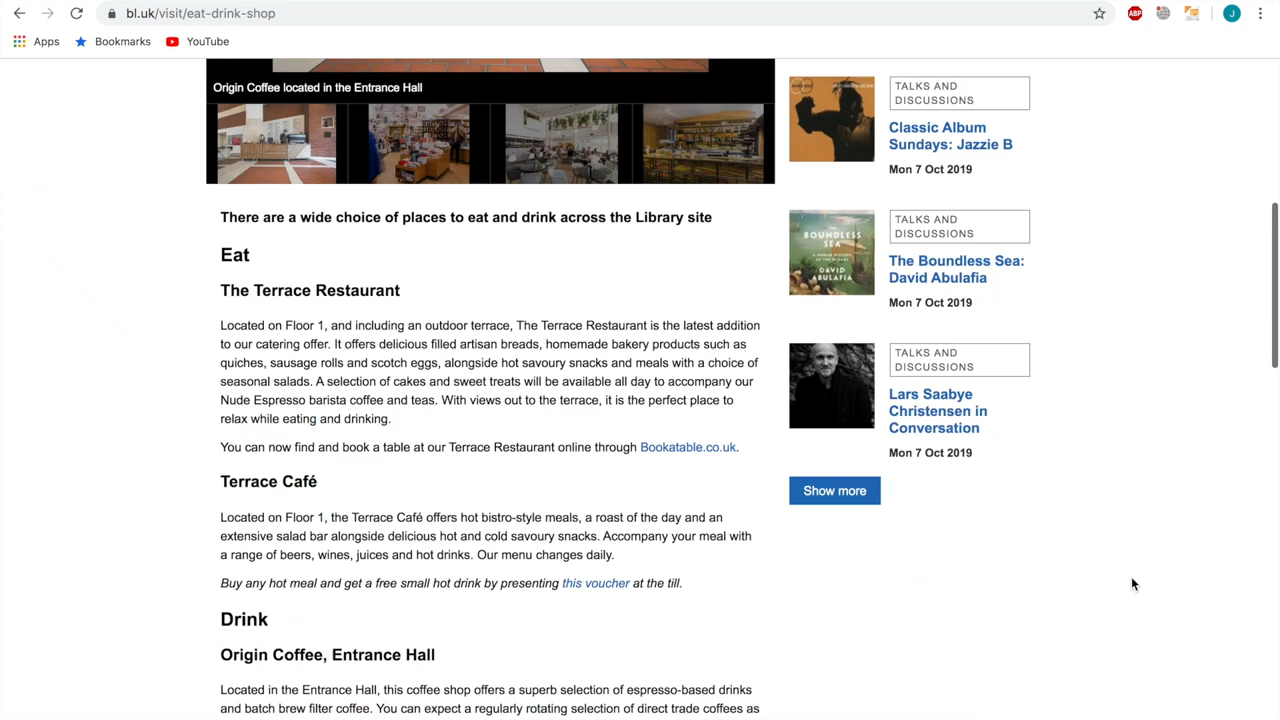 bl.uk/visit/eat-drink-shop
ABP
J
Apps
Bookmarks
YouTube
Origin Coffee located in the Entrance Hall
There are a wide choice of places to eat and drink across the Library site
Eat
The Terrace Restaurant
Located on Floor 1, and including an outdoor terrace, The Terrace Restaurant is the latest addition
to our catering offer. It offers delicious filled artisan breads, homemade bakery products such as
quiches, sausage rolls and scotch eggs, alongside hot savoury snacks and meals with a choice of
seasonal salads. A selection of cakes and sweet treats will be available all day to accompany our
Nude Espresso barista coffee and teas. With views out to the terrace, it is the perfect place to
relax while eating and drinking.
You can now find and book a table at our Terrace Restaurant online through Bookatable.co.uk.
Terrace Café
Located on Floor 1, the Terrace Café offers hot bistro-style meals, a roast of the day and an
extensive salad bar alongside delicious hot and cold savoury snacks. Accompany your meal with
a range of beers, wines, juices and hot drinks. Our menu changes daily.
Buy any hot meal and get a free small hot drink by presenting this voucher at the till.
Drink
Origin Coffee, Entrance Hall
Located in the Entrance Hall, this coffee shop offers a superb selection of espresso-based drinks
and batch brew filter coffee. You can expect a regularly rotating selection of direct trade coffees as
TALKS AND
DISCUSSIONS
Classic Album
Sundays: Jazzie B
Mon 7 Oct 2019
THE
BOUNDLESS
SEA
DAVID
ABULAFIA
TALKS AND
DISCUSSIONS
The Boundless Sea:
David Abulafia
Mon 7 Oct 2019
TALKS AND
DISCUSSIONS
Lars Saabye
Christensen in
Conversation
Mon 7 Oct 2019
Show more